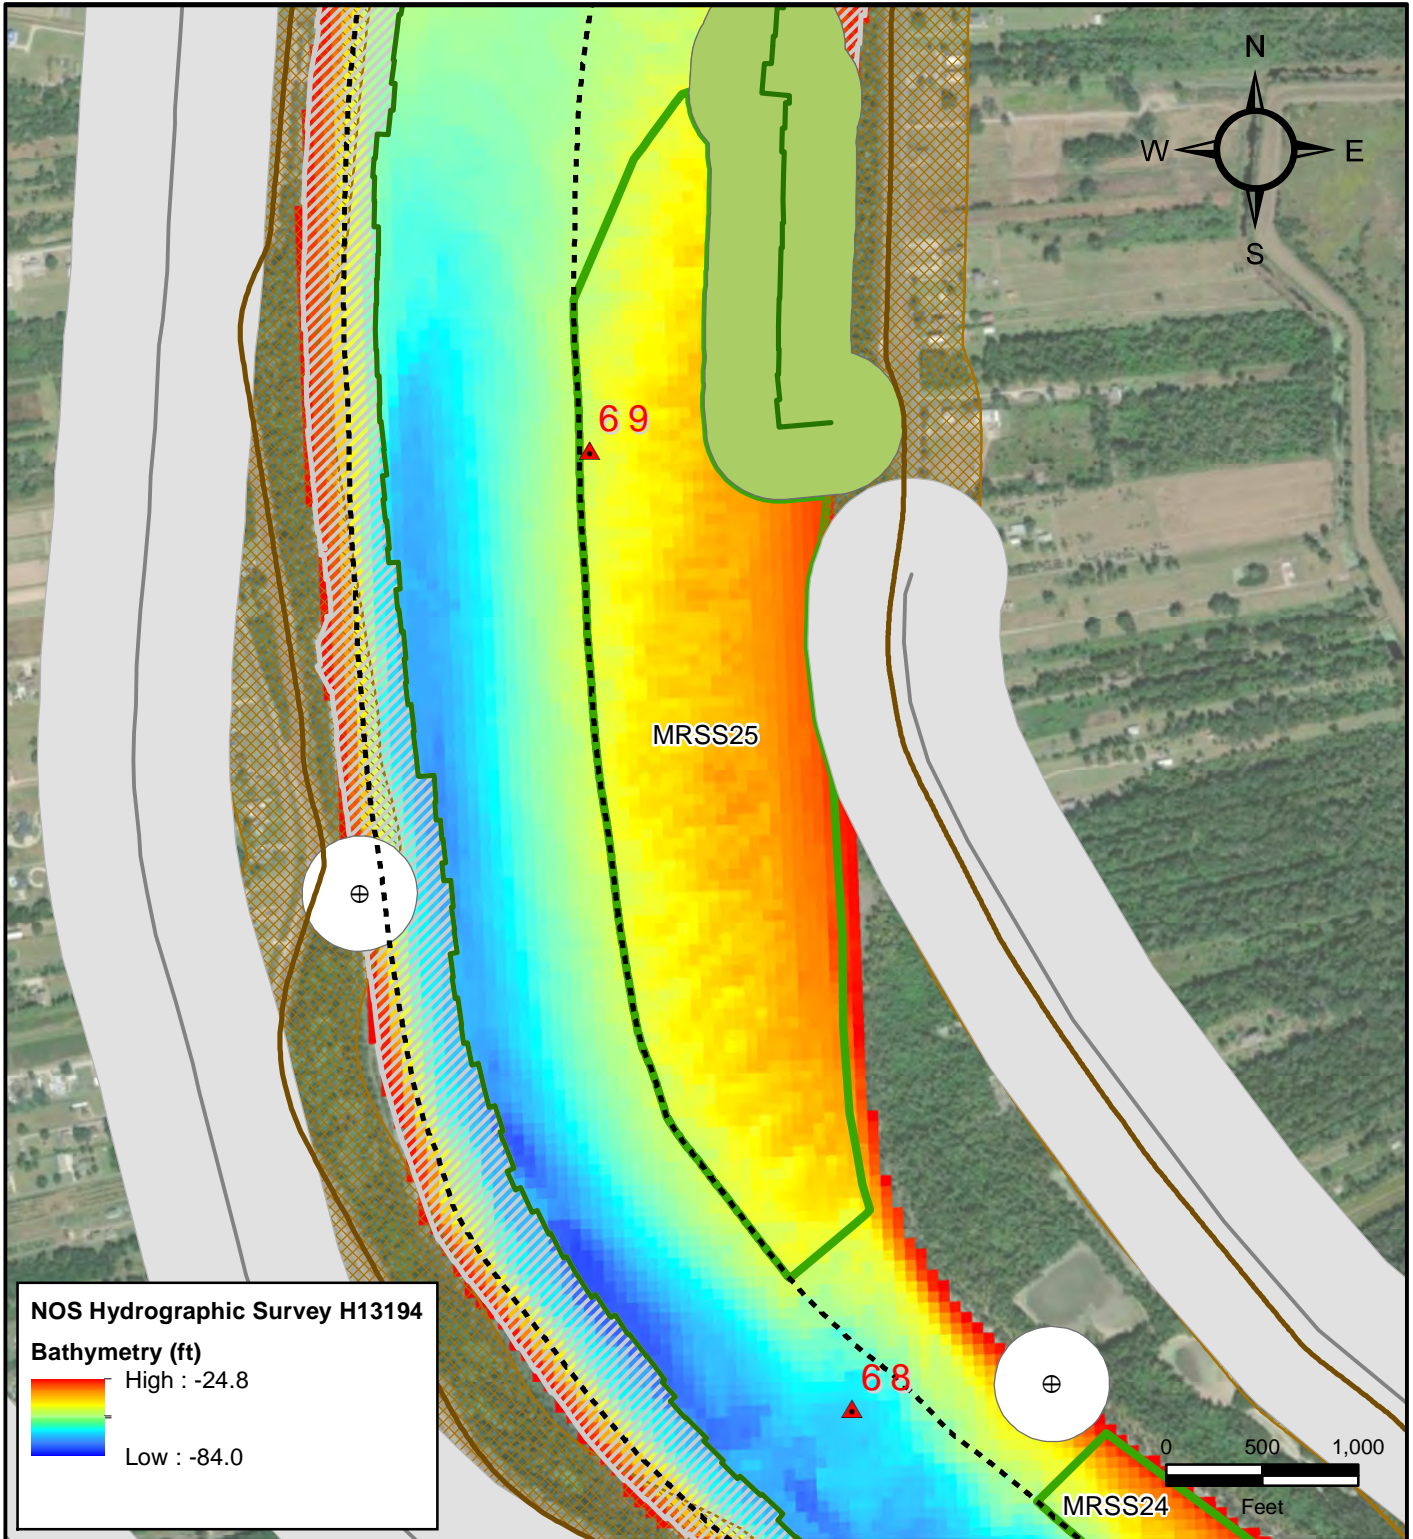 N
W E
S
69
MRSS25
68
MRSS24
NOS Hydrographic Survey H13194
Bathymetry (ft)
High : -24.8
Low : -84.0
0 500 1,000
Feet